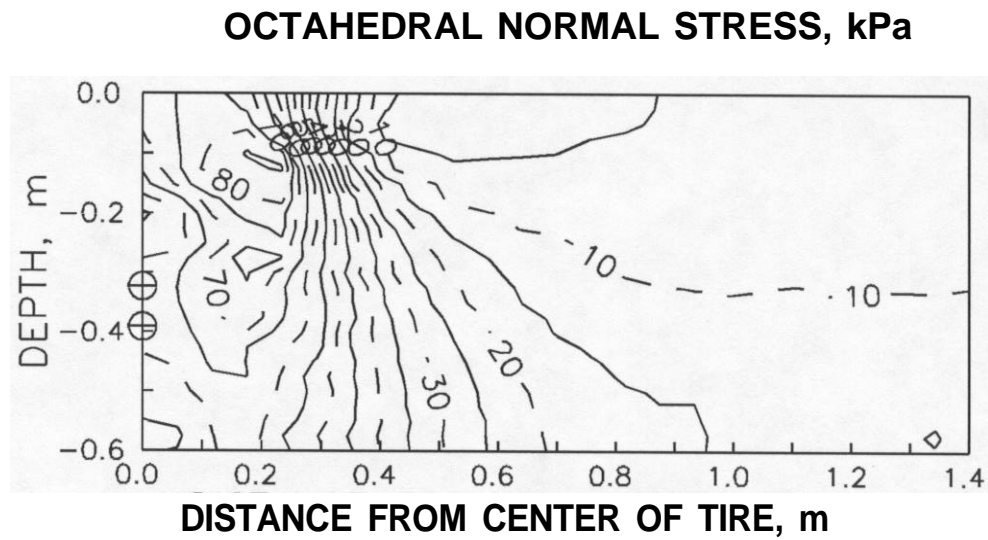 OCTAHEDRAL NORMAL STRESS, kPa
0.0
80
-0.2
10
DEPTH, m
70
10
-0.4
20
30
-0.6
0.0 0.2 0.4 0.6 0.8 1.0 1.2 1.4
DISTANCE FROM CENTER OF TIRE, m